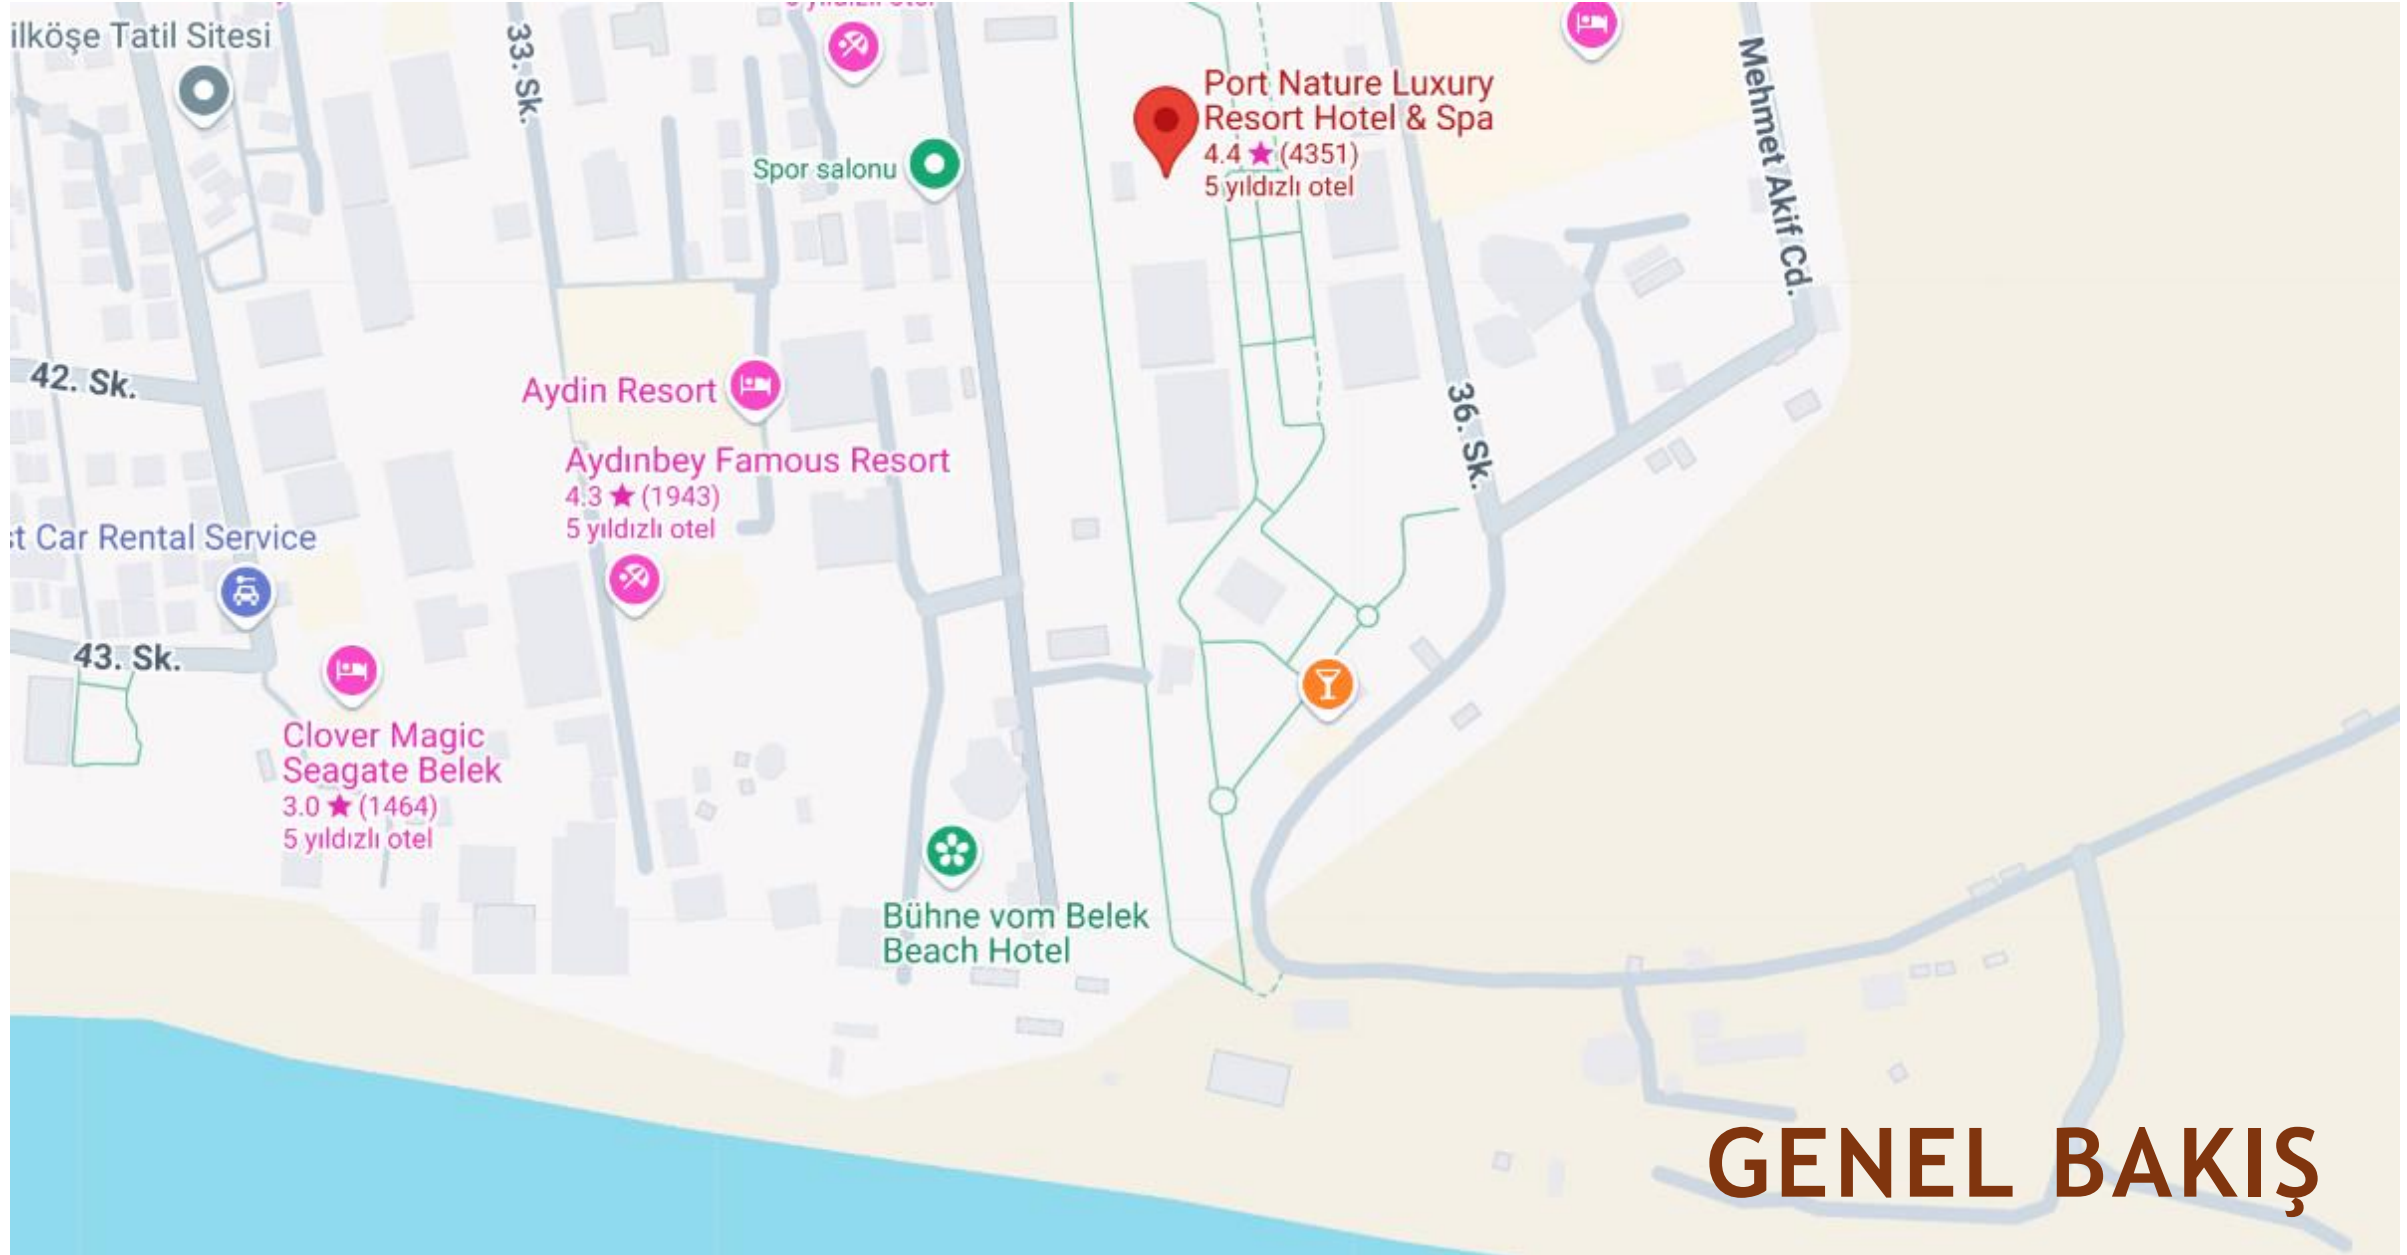 ilköşe Tatil Sitesi
33. Sk.
Port Nature Luxury
Resort Hotel & Spa
4.4 ★ (4351)
5 yıldızlı otel
Mehmet Akif Cd.
Spor salonu
42. Sk.
Aydin Resort
36. Sk.
Aydınbey Famous Resort
4.3 ★ (1943)
5 yıldızlı otel
st Car Rental Service
43. Sk.
Clover Magic
Seagate Belek
3.0 ★ (1464)
5 yıldızlı otel
Bühne vom Belek
Beach Hotel
GENEL BAKIŞ